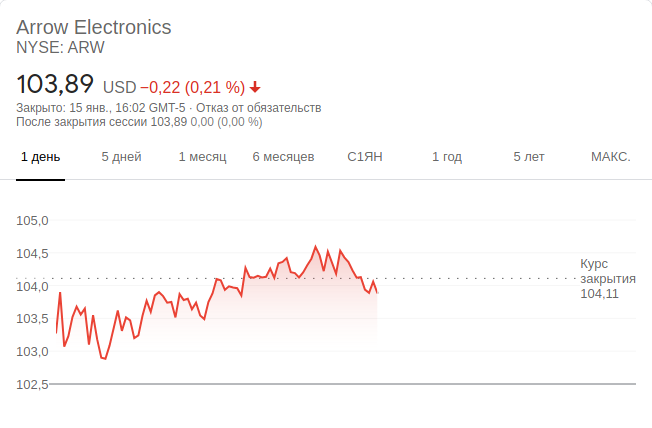 Arrow Electronics
NYSE: ARW
103,89 USD −0,22 (0,21 %)
Закрыто: 15 янв., 16:02 GMT-5 · Отказ от обязательств
После закрытия сессии 103,89 0,00 (0,00 %)
1 день 5 дней 1 месяц 6 месяцев С1ЯН 1 год 5 лет МАКС.
105,0
104,5
104,0
103,5
103,0
102,5
Курс
закрытия
104,11